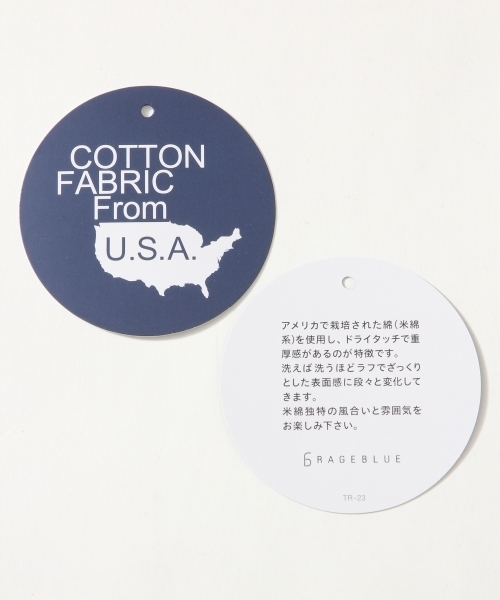 COTTON
FABRIC
From
U.S.A.
アメリカで栽培された綿(米綿
系)を使用し、ドライタッチで重
厚感があるのが特徴です。
洗えば洗うほどラフでざっくり
とした表面感に段々と変化して
きます。
米綿独特の風合いと雰囲気を
お楽しみ下さい。
RAGEBLUE
TR-23